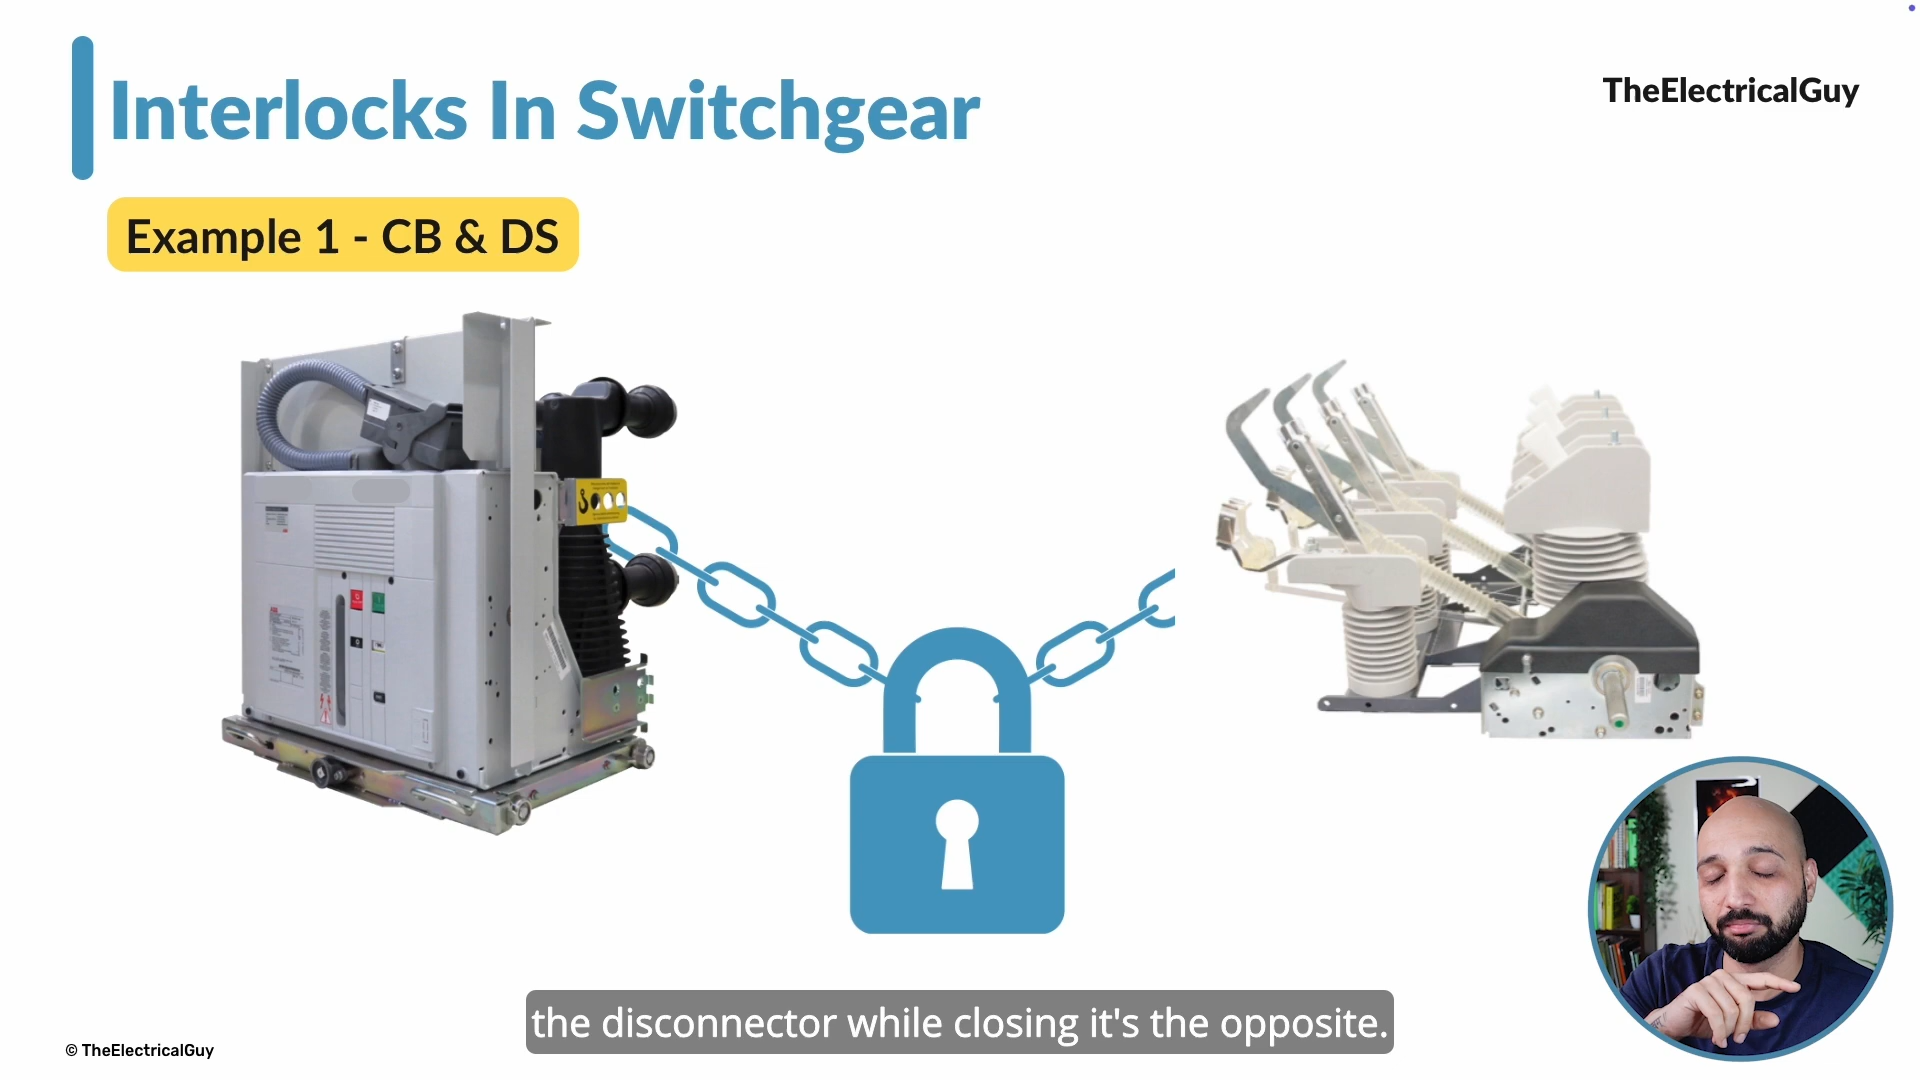 Interlocks In Switchgear
TheElectricalGuy
Example 1 - CB & DS
the disconnector while closing it's the opposite.
© TheElectricalGuy